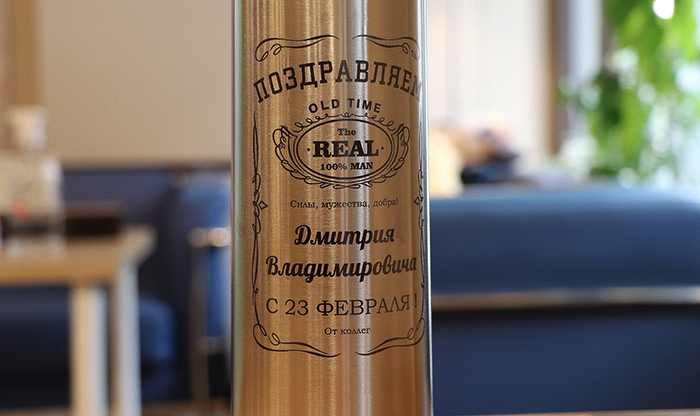 ПОЗДРАВЛЯЕМ
OLD TIME
The
·REAL·
100% MAN
Силы, мужества, добра!
Дмитрия
Владимировича
С 23 ФЕВРАЛЯ !
От коллег